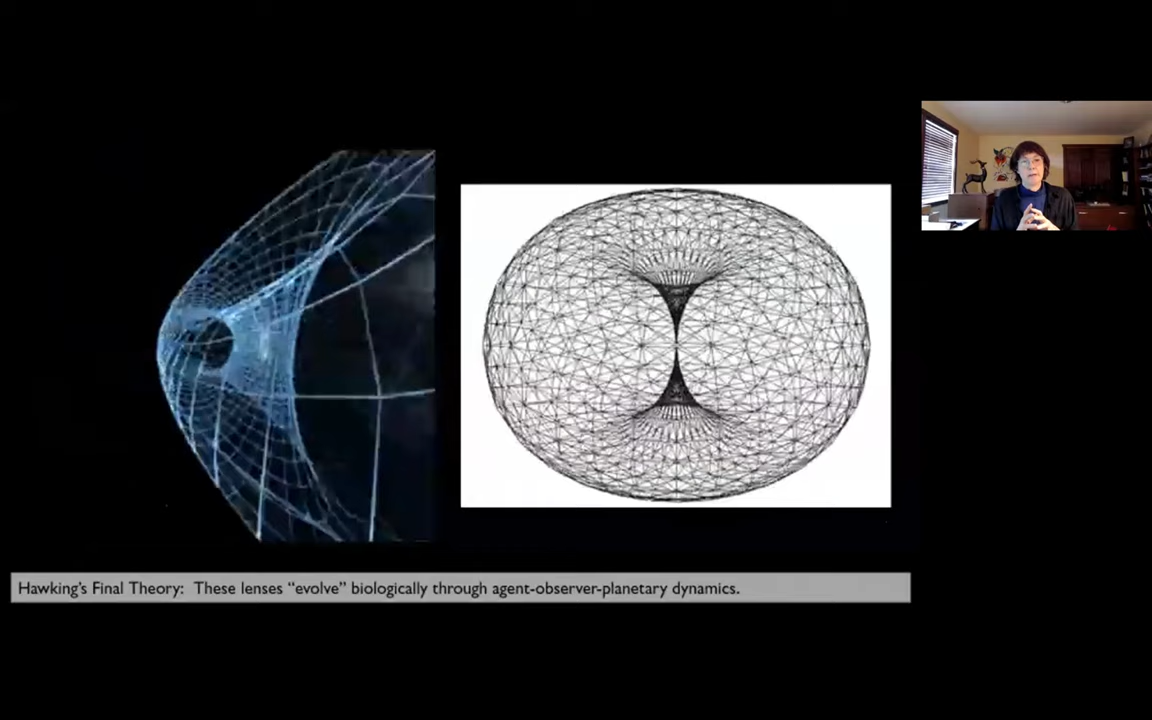 Hawking's Final Theory:  These lenses “evolve” biologically through agent-observer-planetary dynamics.